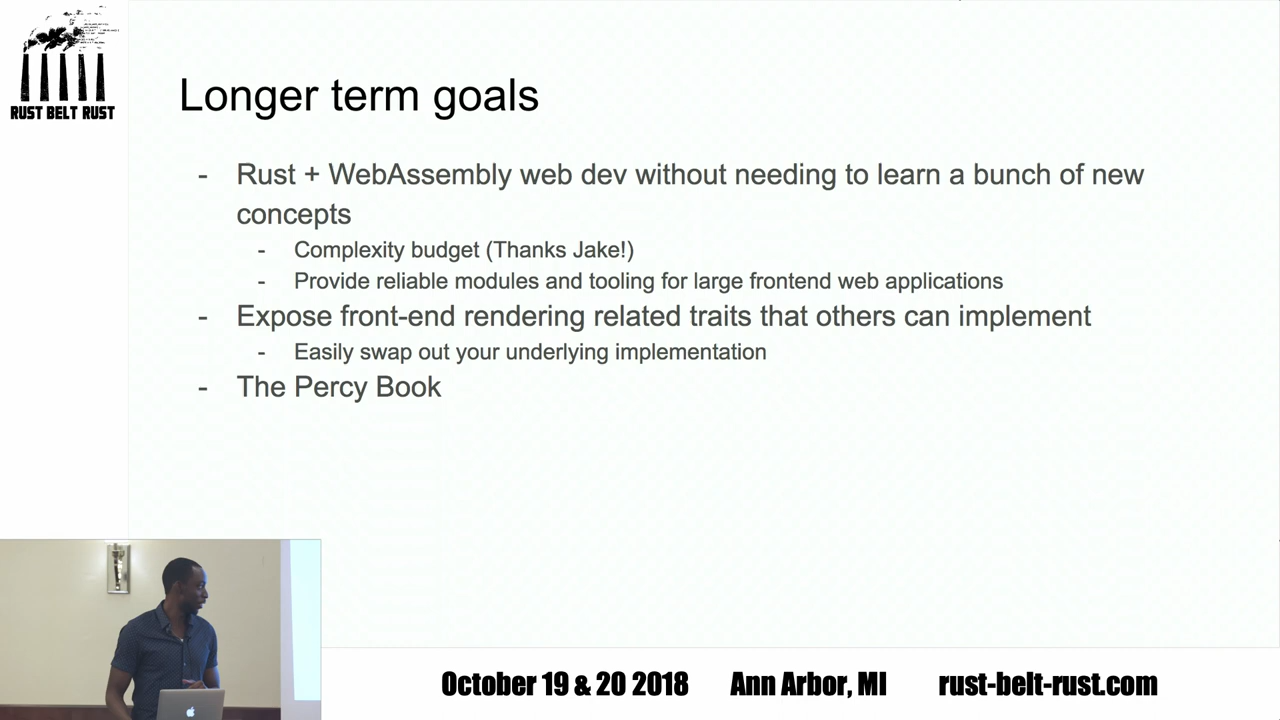 RUST BELT RUST
Longer term goals
- Rust + WebAssembly web dev without needing to learn a bunch of new
concepts
- Complexity budget (Thanks Jake!)
- Provide reliable modules and tooling for large frontend web applications
- Expose front-end rendering related traits that others can implement
- Easily swap out your underlying implementation
- The Percy Book
October 19 & 20 2018 Ann Arbor, MI rust-belt-rust.com